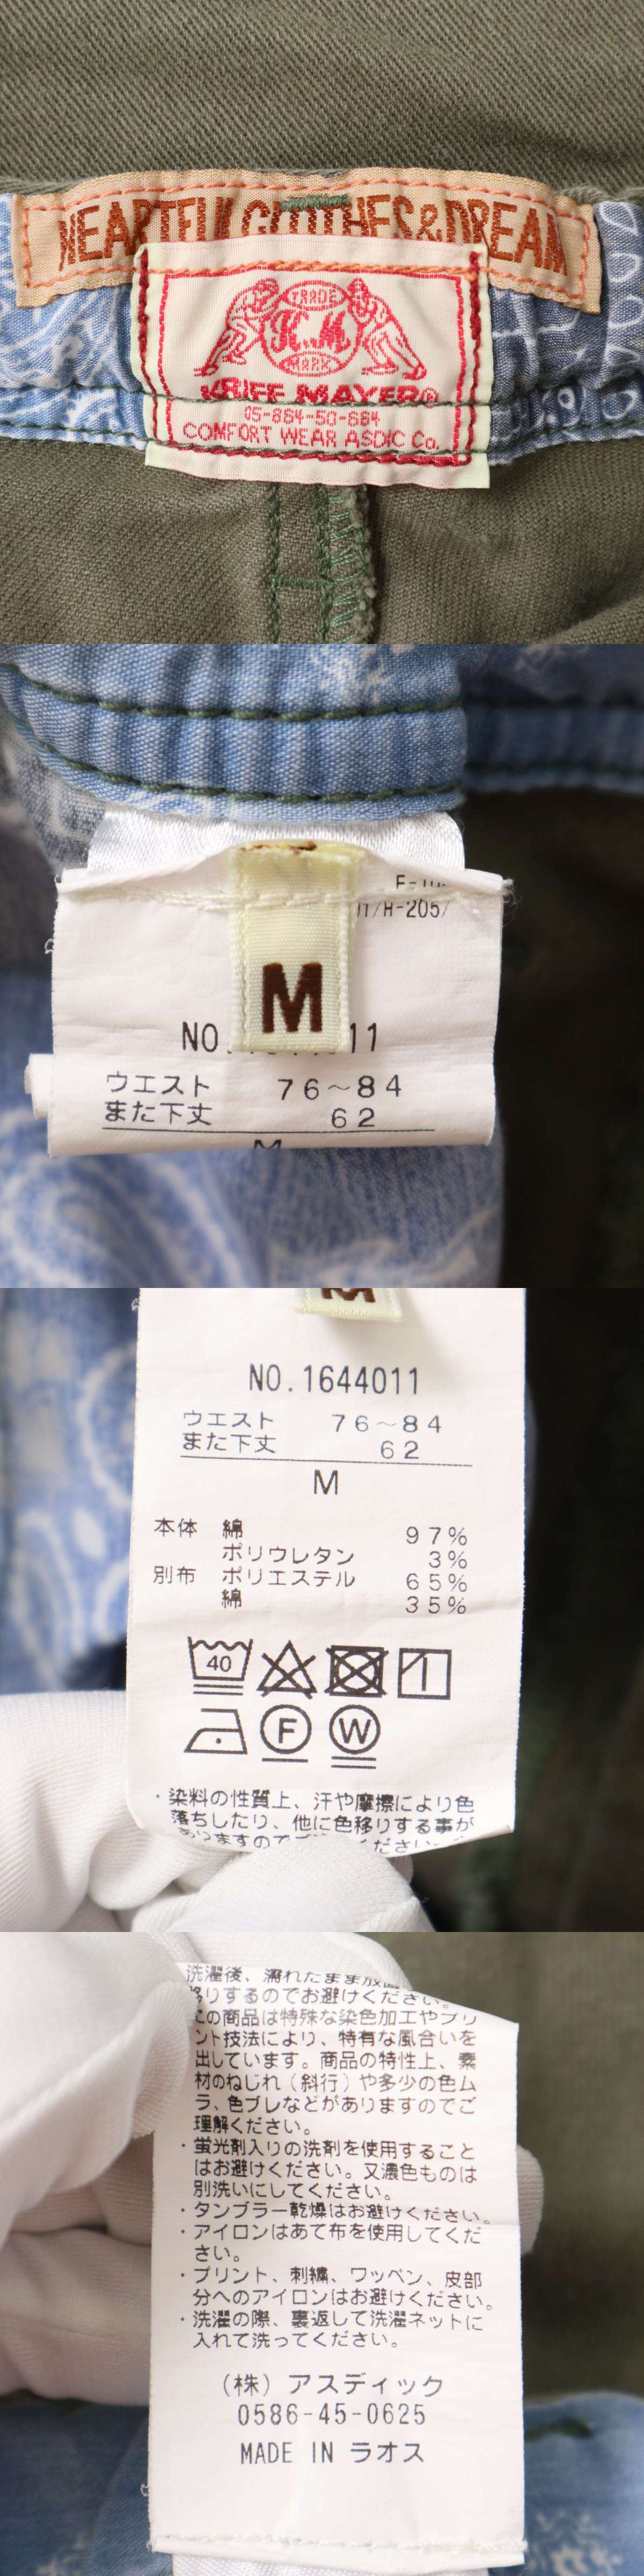 HEARTFUL CLOTHES & DREAM
TRADE
K.M.
MARK
KRIFF MAYER®
05-864-50-664
COMFORT WEAR ASDIC Co.
M
ウエスト 76〜84
また下丈 62
M
M
NO.1644011
ウエスト 76〜84
また下丈 62
M
本体 綿 97%
ポリウレタン 3%
別布 ポリエステル 65%
綿 35%
40
F W
・染料の性質上、汗や摩擦により色
落ちしたり、他に色移りする事が
ありますので
洗濯後、濡れたまま放
移りするのでお避けください。
この商品は特殊な染色加工やプリ
ント技法により、特有な風合いを
出しています。商品の特性上、素
材のねじれ（斜行）や多少の色ム
ラ、色ブレなどがありますのでご
理解ください。
・蛍光剤入りの洗剤を使用すること
はお避けください。又濃色ものは
別洗いにしてください。
・タンブラー乾燥はお避けください。
・アイロンはあて布を使用してくだ
さい。
・プリント、刺繍、ワッペン、皮部
分へのアイロンはお避けください。
・洗濯の際、裏返して洗濯ネットに
入れて洗ってください。
（株）アスディック
0586-45-0625
MADE IN ラオス